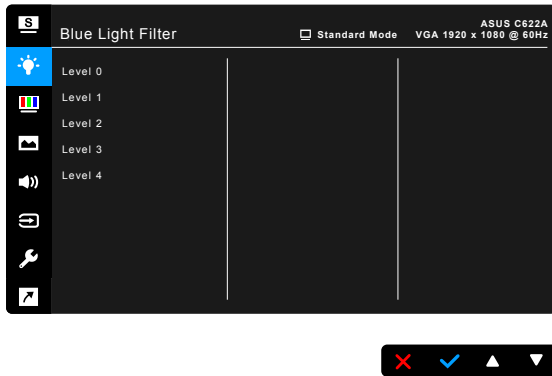 S
ASUS C622A
Blue Light Filter
Standard Mode
VGA 1920 x 1080 @ 60Hz
Level 0
Level 1
Level 2
Level 3
Level 4